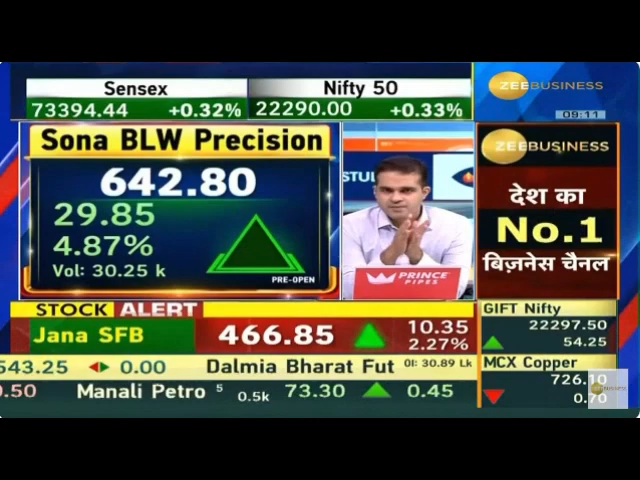 Sensex
Nifty 50
73394.44 +0.32%
22290.00 +0.33%
ZEEBUSINESS
09:11
Sona BLW Precision
642.80
29.85
4.87%
Vol: 30.25 k
PRE-OPEN
STUL
PRINCE
PIPES
ZEEBUSINESS
देश का
No.1
बिज़नेस चैनल
STOCK ALERT
Jana SFB
466.85
10.35
2.27%
GIFT Nifty
22297.50
54.25
543.25 0.00 Dalmia Bharat Fut OI: 30.89 Lk
MCX Copper
726.10
0.70
0.50 Manali Petro 5 0.5k 73.30 0.45
ZEEBUSINESS